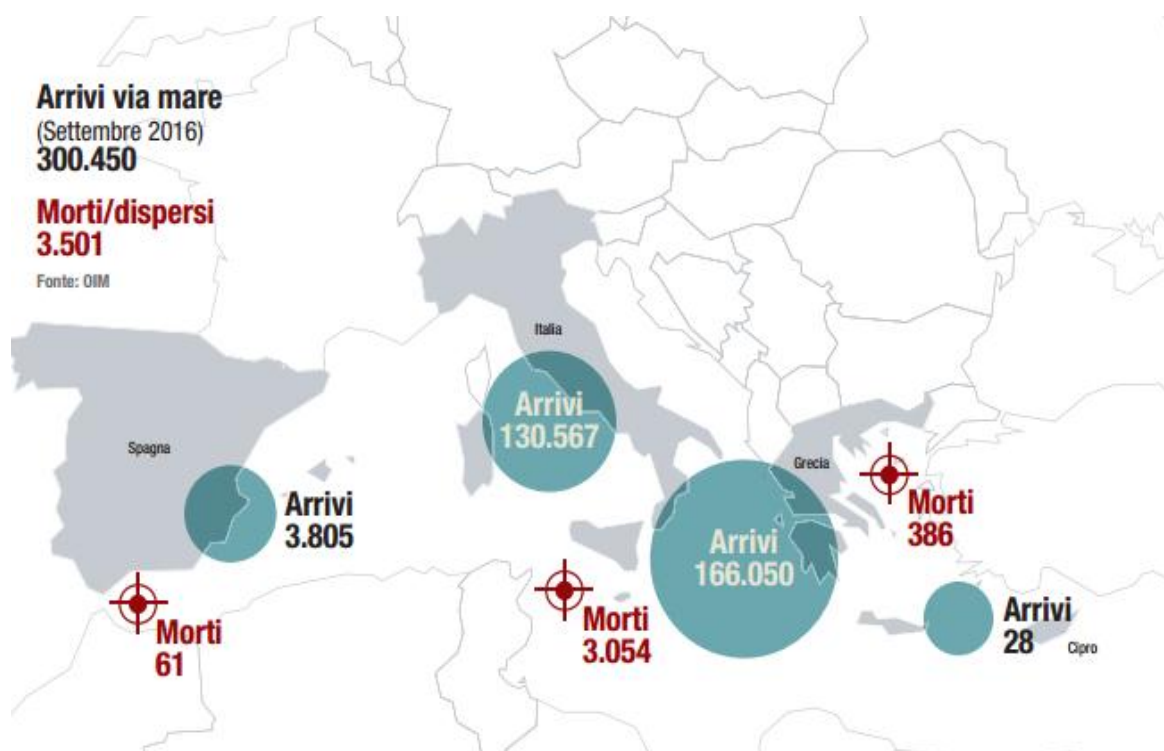 Arrivi via mare
(Settembre 2016)
300.450
Morti/dispersi
3.501
Fonte: OIM
Italia
Arrivi
130.567
Spagna
Grecia
Arrivi
3.805
Morti
386
Arrivi
166.050
Morti
61
Morti
3.054
Arrivi
28
Cipro